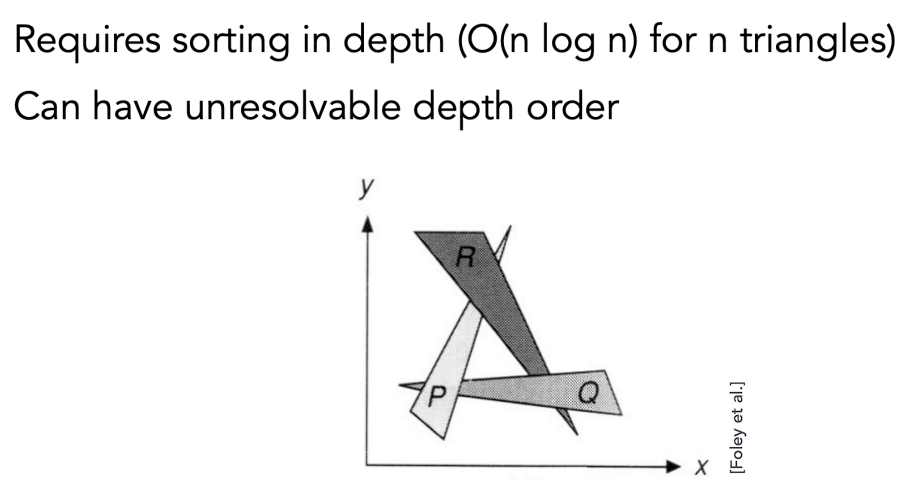 Requires sorting in depth (O(n log n) for n triangles)
Can have unresolvable depth order
y
R
P
Q
x
[Foley et al.]